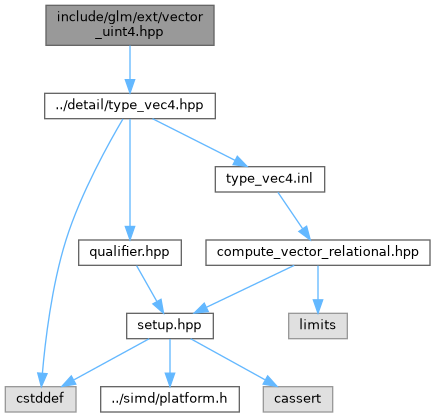 include/glm/ext/vector
_uint4.hpp
../detail/type_vec4.hpp
type_vec4.inl
qualifier.hpp
compute_vector_relational.hpp
setup.hpp
limits
cstddef
../simd/platform.h
cassert